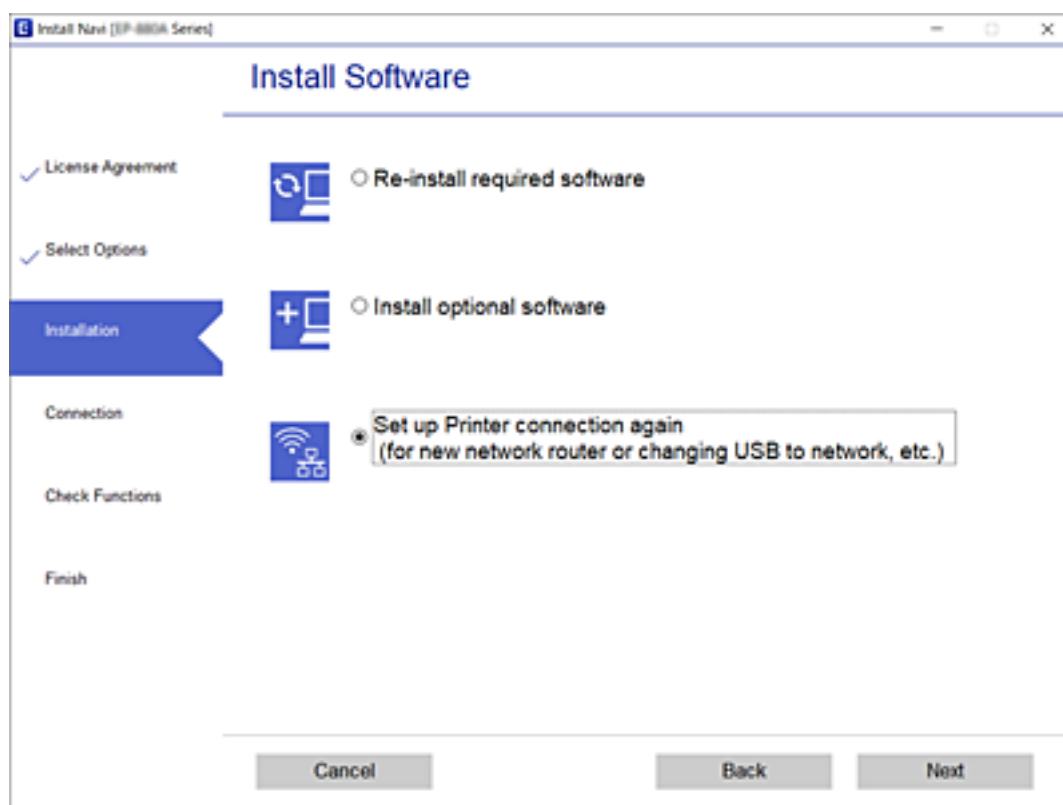 Install Navi [EP-880A Series]
Install Software
License Agreement
Select Options
Installation
Connection
Check Functions
Finish
Re-install required software
Install optional software
Set up Printer connection again
(for new network router or changing USB to network, etc.)
Cancel
Back
Next